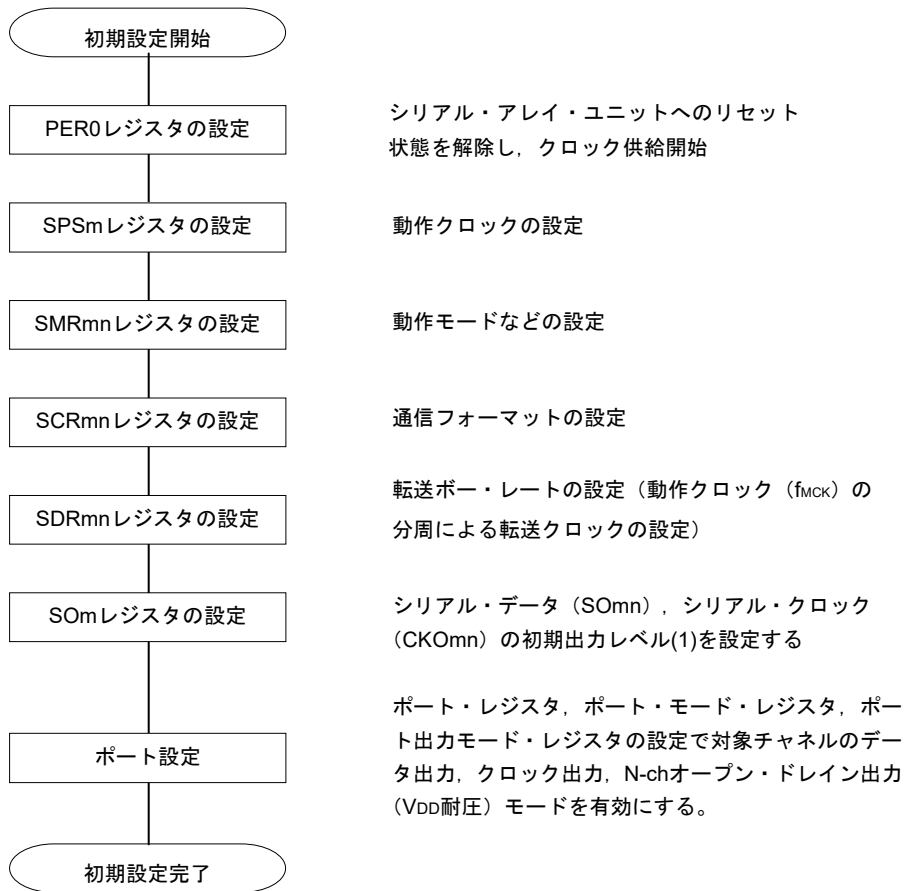 初期設定開始
PER0レジスタの設定
シリアル・アレイ・ユニットへのリセット
状態を解除し，クロック供給開始
SPSmレジスタの設定
動作クロックの設定
SMRmnレジスタの設定
動作モードなどの設定
SCRmnレジスタの設定
通信フォーマットの設定
SDRmnレジスタの設定
転送ボー・レートの設定（動作クロック（fMCK）の
分周による転送クロックの設定）
SOmレジスタの設定
シリアル・データ（SOmn），シリアル・クロック
（CKOmn）の初期出力レベル(1)を設定する
ポート設定
ポート・レジスタ，ポート・モード・レジスタ，ポー
ト出力モード・レジスタの設定で対象チャネルのデー
タ出力，クロック出力，N-chオープン・ドレイン出力
（VDD耐圧）モードを有効にする。
初期設定完了